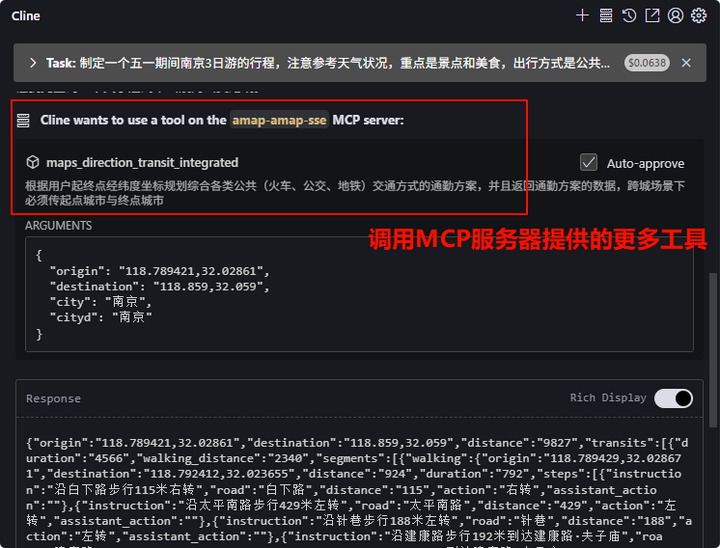 Cline
Task: 制定一个五一期间南京3日游的行程，注意参考天气状况，重点是景点和美食，出行方式是公共... $0.0638
Cline wants to use a tool on the amap-amap-sse MCP server:
maps_direction_transit_integrated
Auto-approve
根据用户起终点经纬度坐标规划综合各类公共（火车、公交、地铁）交通方式的通勤方案，并且返回通勤方案的数据，跨城场景下
必须传起点城市与终点城市
ARGUMENTS
调用MCP服务器提供的更多工具
{
"origin": "118.789421,32.02861",
"destination": "118.859,32.059",
"city": "南京",
"cityd": "南京"
}
Response
Rich Display
{"origin":"118.789421,32.02861","destination":"118.859,32.059","distance":"9827","transits":[{"d
uration":"4566","walking_distance":"2340","segments":[{"walking":{"origin":"118.789429,32.02867
1","destination":"118.792412,32.023655","distance":"924","duration":"792","steps":[{"instructio
n":"沿白下路步行115米右转","road":"白下路","distance":"115","action":"右转","assistant_actio
n":""},{"instruction":"沿太平南路步行429米左转","road":"太平南路","distance":"429","action":"左
转","assistant_action":""},{"instruction":"沿针巷步行188米左转","road":"针巷","distance":"188","a
ction":"左转","assistant_action":""},{"instruction":"沿建康路步行192米到达建康路·夫子庙","roa